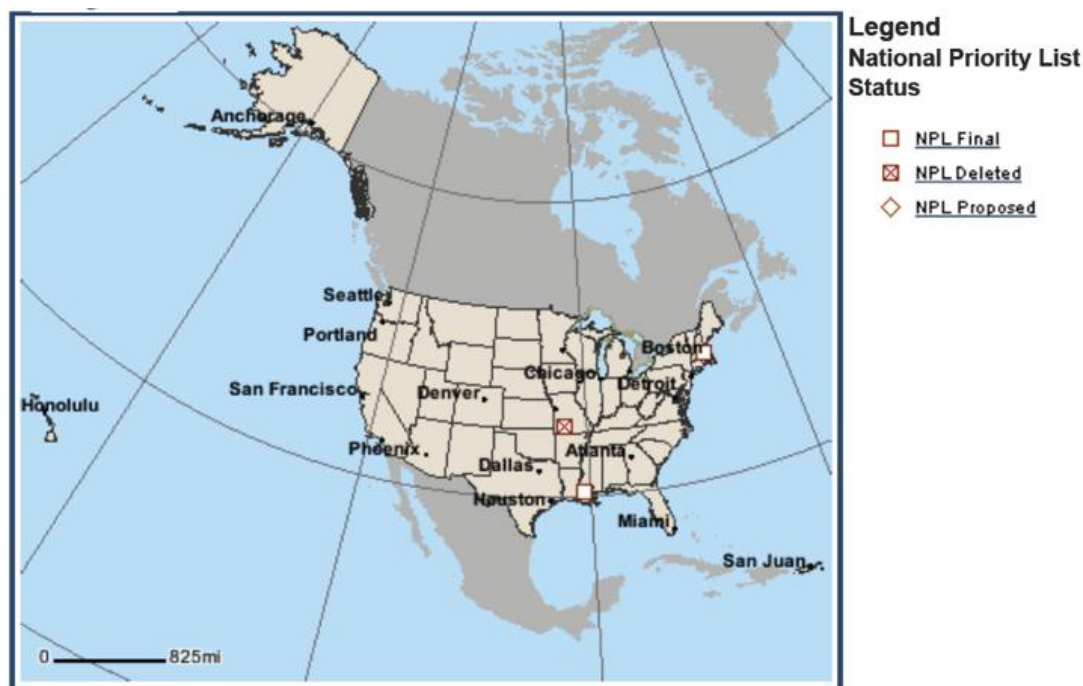 Legend
National Priority List
Status
NPL Final
NPL Deleted
NPL Proposed
Anchorage
Seattle
Portland
Boston
Chicago
Detroit
San Francisco
Denver
Honolulu
Phoenix
Atlanta
Dallas
Houston
Miami
San Juan
0 825mi